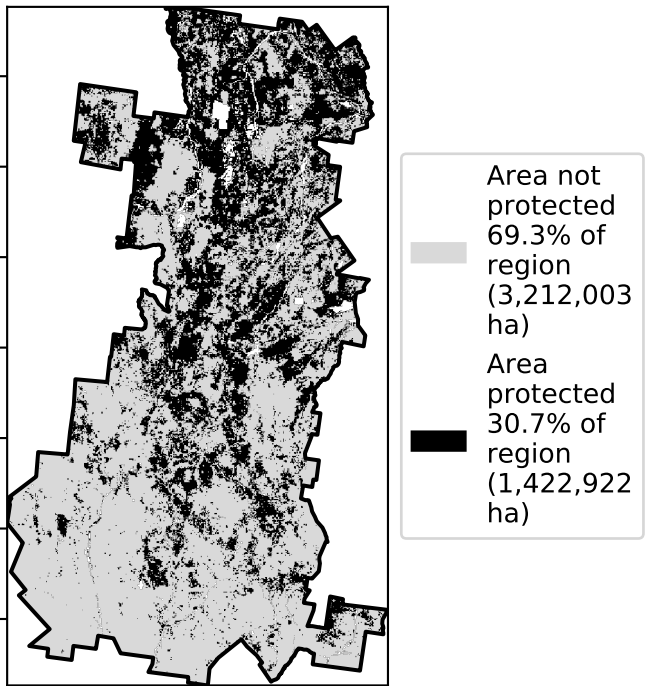 Area not
protected
69.3% of
region
(3,212,003
ha)
Area
protected
30.7% of
region
(1,422,922
ha)